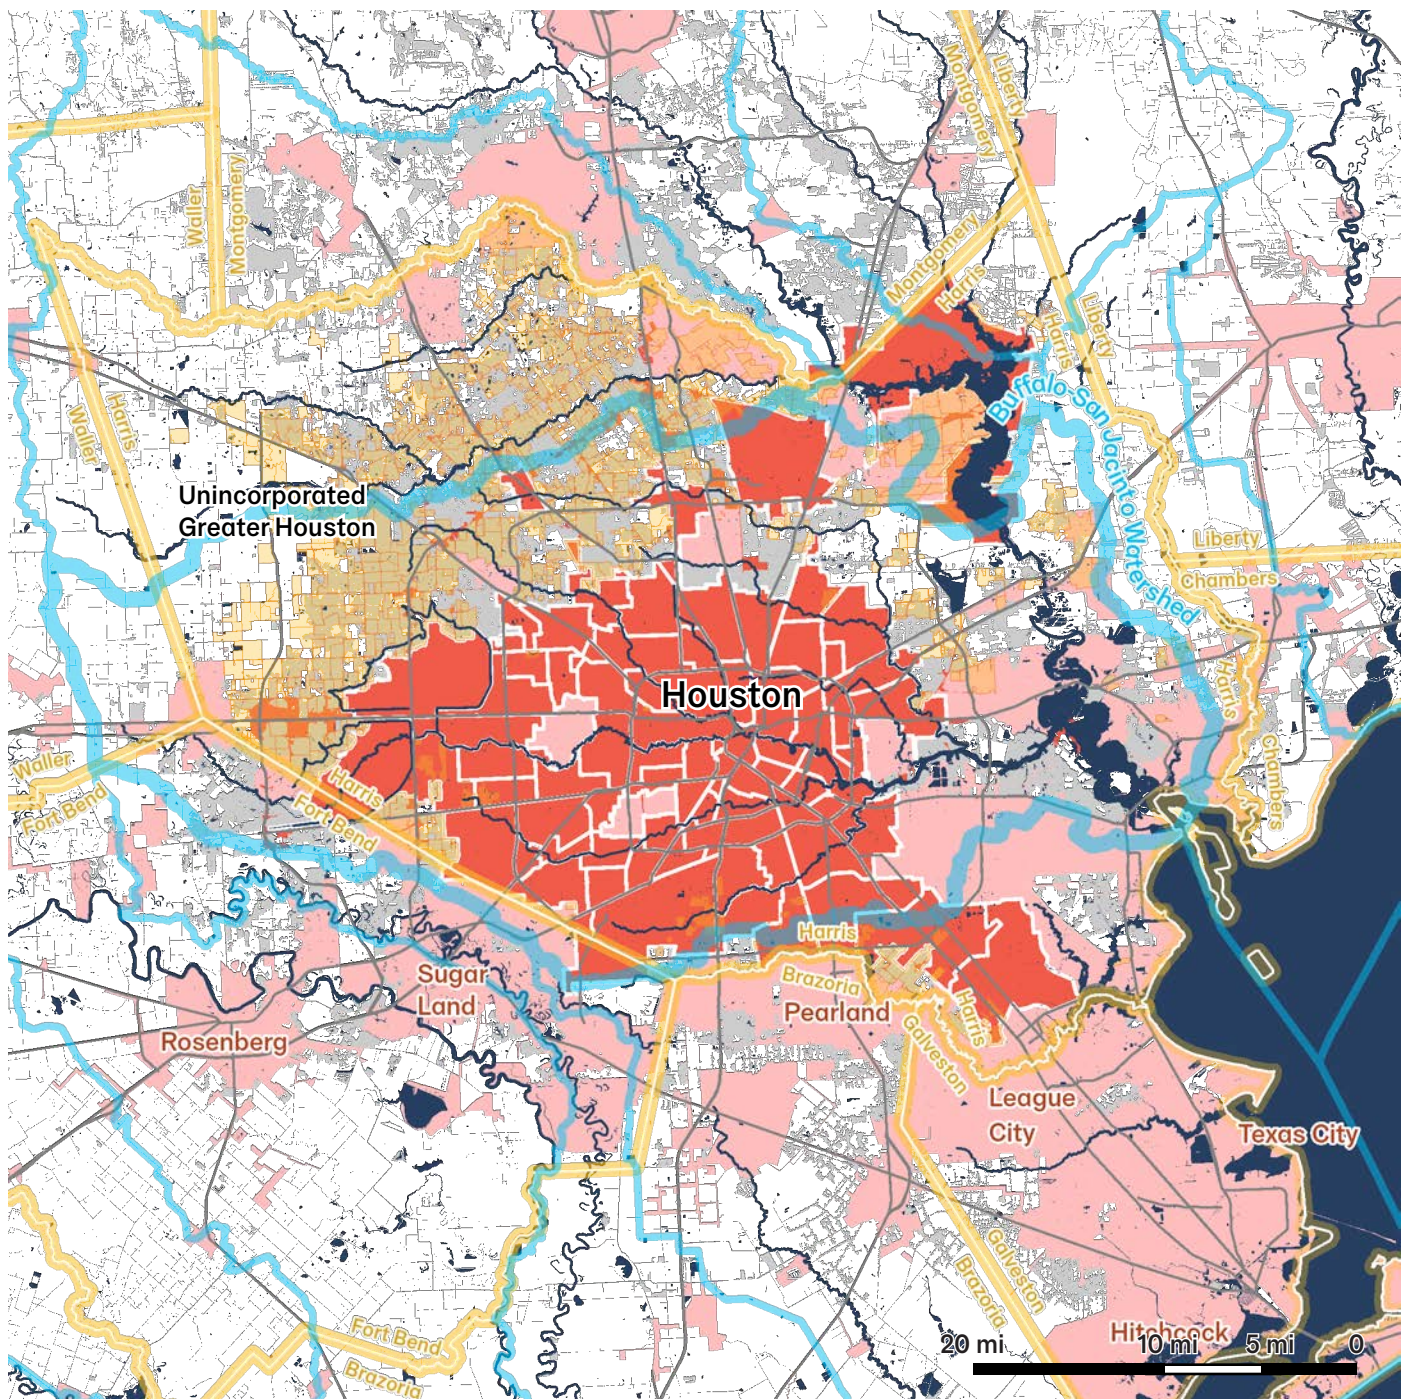 Montgomery
Liberty
Waller
Montgomery
Montgomery
Harris
Harris
Liberty
Waller
Harris
Buffalo-San Jacinto Watershed
Unincorporated
Greater Houston
Liberty
Chambers
Harris
Houston
Chambers
Waller
Fort Bend
Harris
Fort Bend
Harris
Brazoria
Sugar
Land
Pearland
Harris
Galveston
Rosenberg
League
City
Texas City
Galveston
Brazoria
Fort Bend
Brazoria
Hitchcock
20 mi
10 mi
5 mi
0